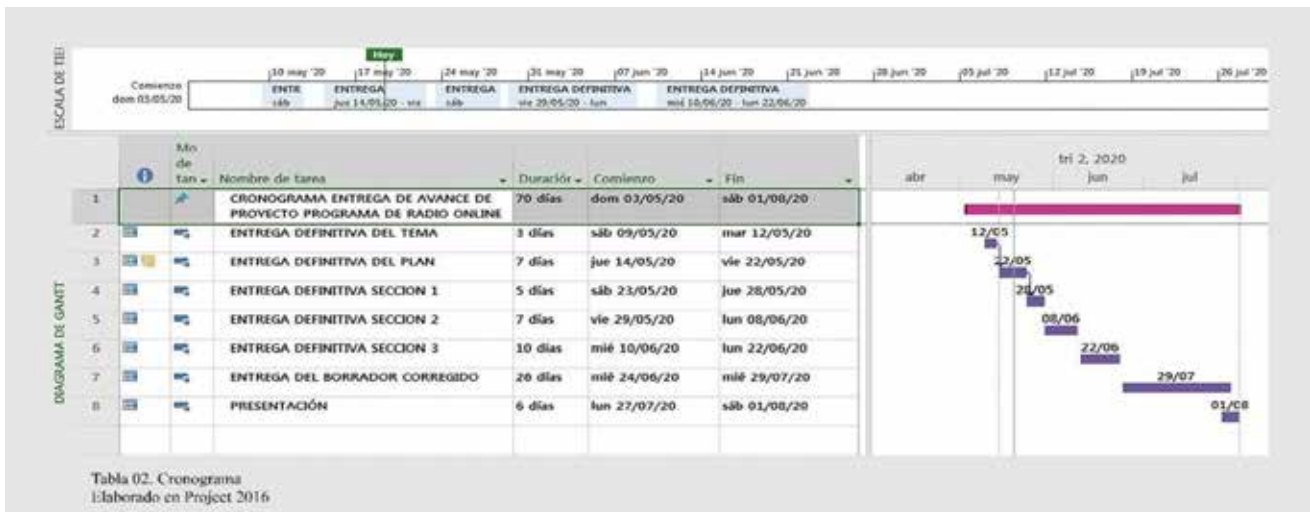 Hoy
10 may '20 17 may '20 24 may '20 31 may '20 07 jun '20 14 jun '20 21 jun '20 28 jun '20 05 jul '20 12 jul '20 19 jul '20 26 jul '20
Comienzo
dom 03/05/20
ENTR ENTREGA ENTREGA ENTREGA DEFINITIVA ENTREGA DEFINITIVA
sáb jue 14/05/20 - vie sáb vie 29/05/20 - lun mié 10/06/20 - lun 22/06/20
Mo
de
tan Nombre de tarea Duración Comienzo Fin
tri 2, 2020
abr may jun jul
1 CRONOGRAMA ENTREGA DE AVANCE DE
PROYECTO PROGRAMA DE RADIO ONLINE 70 días dom 03/05/20 sáb 01/08/20
2 ENTREGA DEFINITIVA DEL TEMA 3 días sáb 09/05/20 mar 12/05/20 12/05
3 ENTREGA DEFINITIVA DEL PLAN 7 días jue 14/05/20 vie 22/05/20 22/05
4 ENTREGA DEFINITIVA SECCION 1 5 días sáb 23/05/20 jue 28/05/20 28/05
5 ENTREGA DEFINITIVA SECCION 2 7 días vie 29/05/20 lun 08/06/20 08/06
6 ENTREGA DEFINITIVA SECCION 3 10 días mié 10/06/20 lun 22/06/20 22/06
7 ENTREGA DEL BORRADOR CORREGIDO 26 días mié 24/06/20 mié 29/07/20 29/07
8 PRESENTACIÓN 6 días lun 27/07/20 sáb 01/08/20 01/08
ESCALA DE
DIAGRAMA DE GANTT
Tabla 02. Cronograma
Elaborado en Project 2016